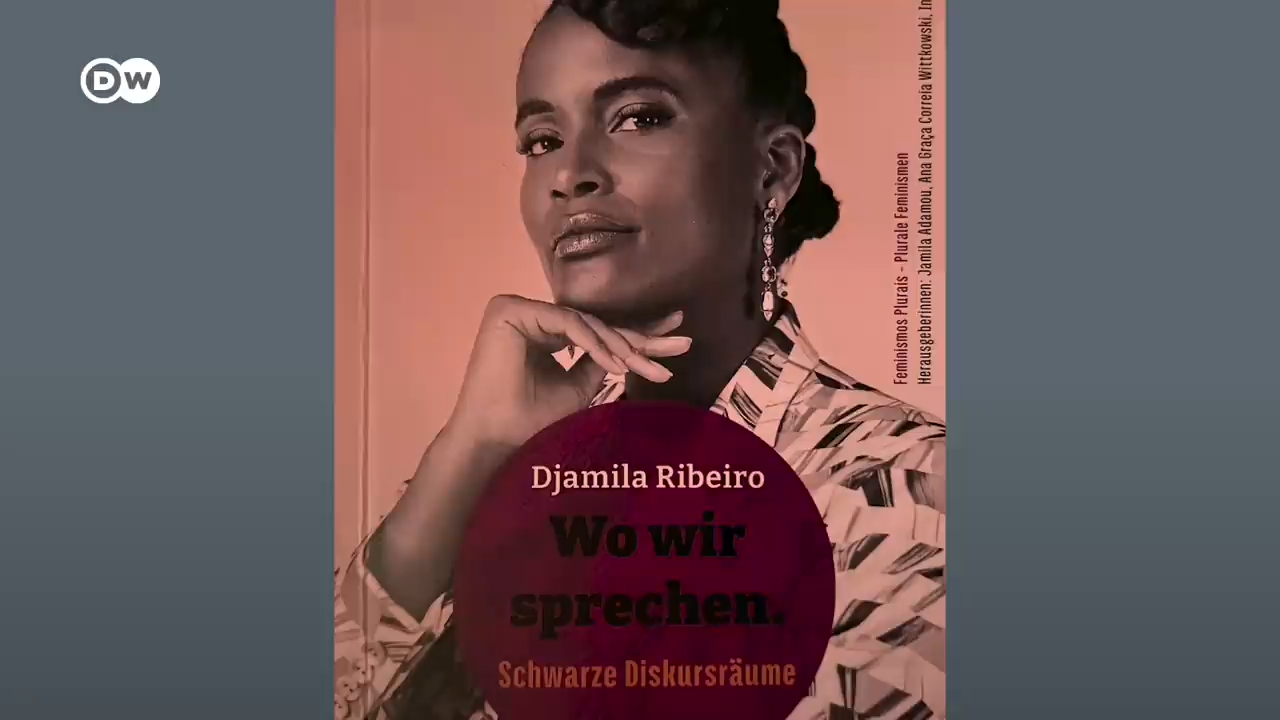 DW
Feminismos Plurais - Plurale Feminismen
Herausgeberinnen: Jamila Adamou, Ana Graça Correia Wittkowski,
Djamila Ribeiro
Wo wir
sprechen.
Schwarze Diskursräume